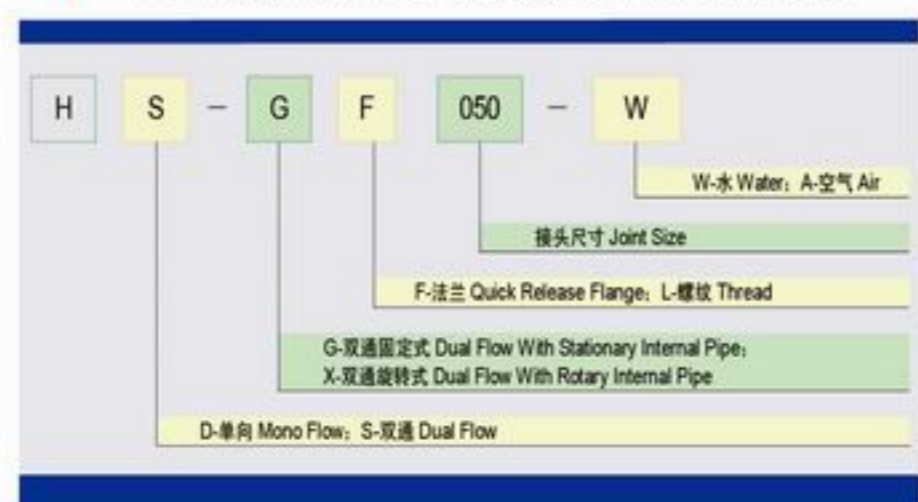 H S - G F 050 - W
W-水 Water; A-空气 Air
接头尺寸 Joint Size
F-法兰 Quick Release Flange; L-螺纹 Thread
G-双通固定式 Dual Flow With Stationary Internal Pipe;
X-双通旋转式 Dual Flow With Rotary Internal Pipe
D-单向 Mono Flow; S-双通 Dual Flow